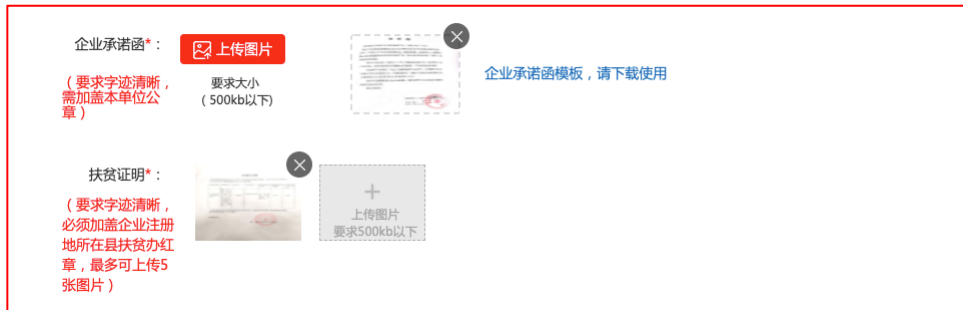 企业承诺函*：
上传图片
（要求字迹清晰，
需加盖本单位公
章）
要求大小
（500kb以下）
企业承诺函模板，请下载使用
扶贫证明*：
（要求字迹清晰，
必须加盖企业注册
地所在县扶贫办红
章，最多可上传5
张图片）
上传图片
要求500kb以下